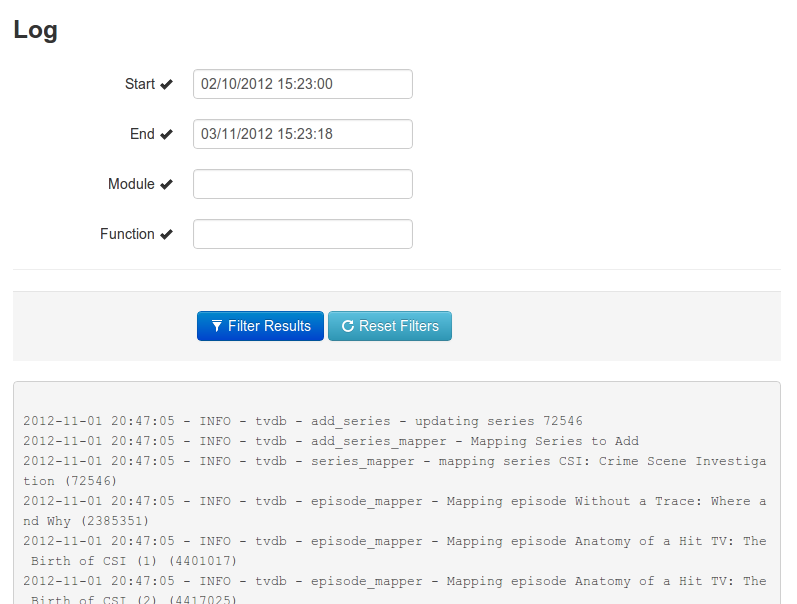 Log
Start
02/10/2012 15:23:00
End
03/11/2012 15:23:18
Module
Function
Filter Results
Reset Filters
2012-11-01 20:47:05 - INFO - tvdb - add_series - updating series 72546
2012-11-01 20:47:05 - INFO - tvdb - add_series_mapper - Mapping Series to Add
2012-11-01 20:47:05 - INFO - tvdb - series_mapper - mapping series CSI: Crime Scene Investiga
tion (72546)
2012-11-01 20:47:05 - INFO - tvdb - episode_mapper - Mapping episode Without a Trace: Where a
nd Why (2385351)
2012-11-01 20:47:05 - INFO - tvdb - episode_mapper - Mapping episode Anatomy of a Hit TV: The
Birth of CSI (1) (4401017)
2012-11-01 20:47:05 - INFO - tvdb - episode_mapper - Mapping episode Anatomy of a Hit TV: The
Birth of CSI (2) (4417025)